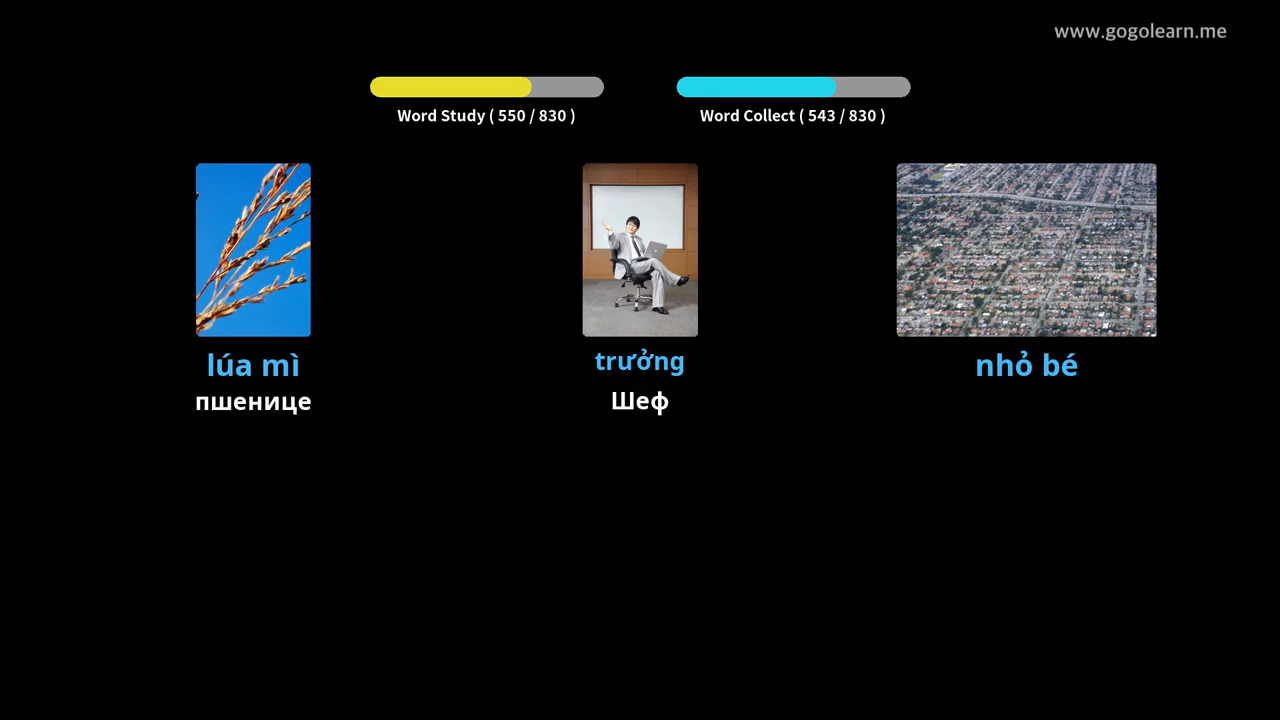 www.gogolearn.me
Word Study ( 550 / 830 )
Word Collect ( 543 / 830 )
lúa mì
пшенице
trưởng
Шеф
nhỏ bé